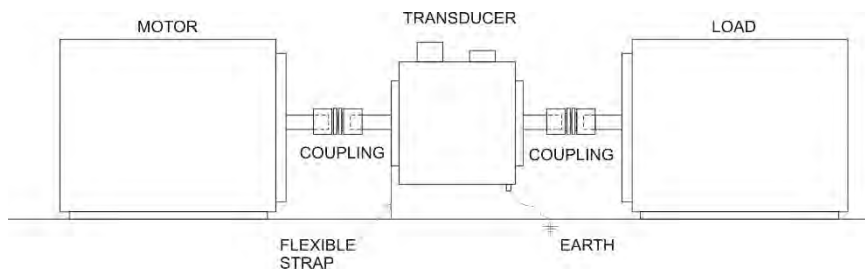 MOTOR
TRANSDUCER
LOAD
COUPLING
COUPLING
FLEXIBLE
STRAP
EARTH